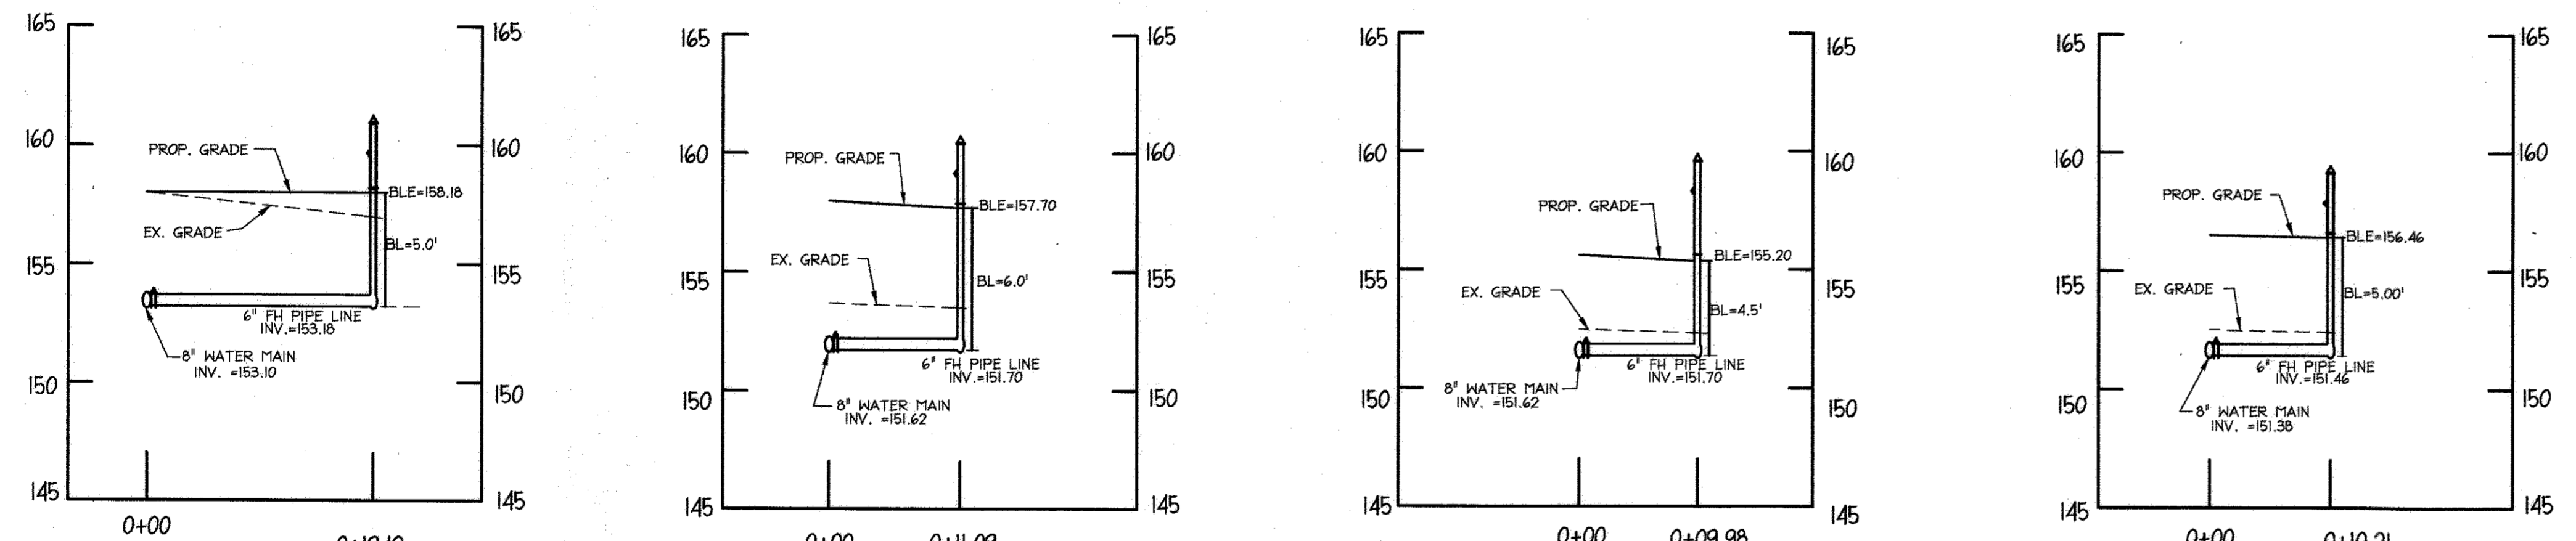 165
165
160
160
PROP. GRADE
BLE=158.18
EX. GRADE
BL=5.0'
155
155
6" FH PIPE LINE
INV.=153.18
8" WATER MAIN
INV. =153.10
150
150
145
145
0+00
165
165
160
160
PROP. GRADE
BLE=157.70
EX. GRADE
BL=6.0'
155
155
6" FH PIPE LINE
INV.=151.70
8" WATER MAIN
INV. =151.62
150
150
145
145
0+00
165
165
160
160
PROP. GRADE
BLE=155.20
EX. GRADE
BL=4.5'
155
155
6" FH PIPE LINE
INV.=151.70
8" WATER MAIN
INV. =151.62
150
150
145
145
0+00
0+09.98
165
165
160
160
PROP. GRADE
BLE=156.46
EX. GRADE
BL=5.00'
155
155
6" FH PIPE LINE
INV.=151.46
8" WATER MAIN
INV. =151.38
150
150
145
145
0+00